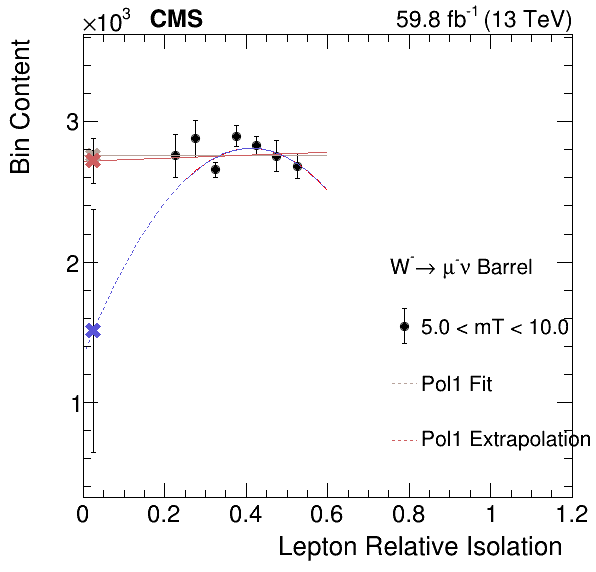 ×10³ CMS 59.8 fb⁻¹ (13 TeV)
Bin Content
3
2
1
W⁻→ μ⁻ν Barrel
5.0 < mT < 10.0
Pol1 Fit
Pol1 Extrapolation
0 0.2 0.4 0.6 0.8 1 1.2
Lepton Relative Isolation